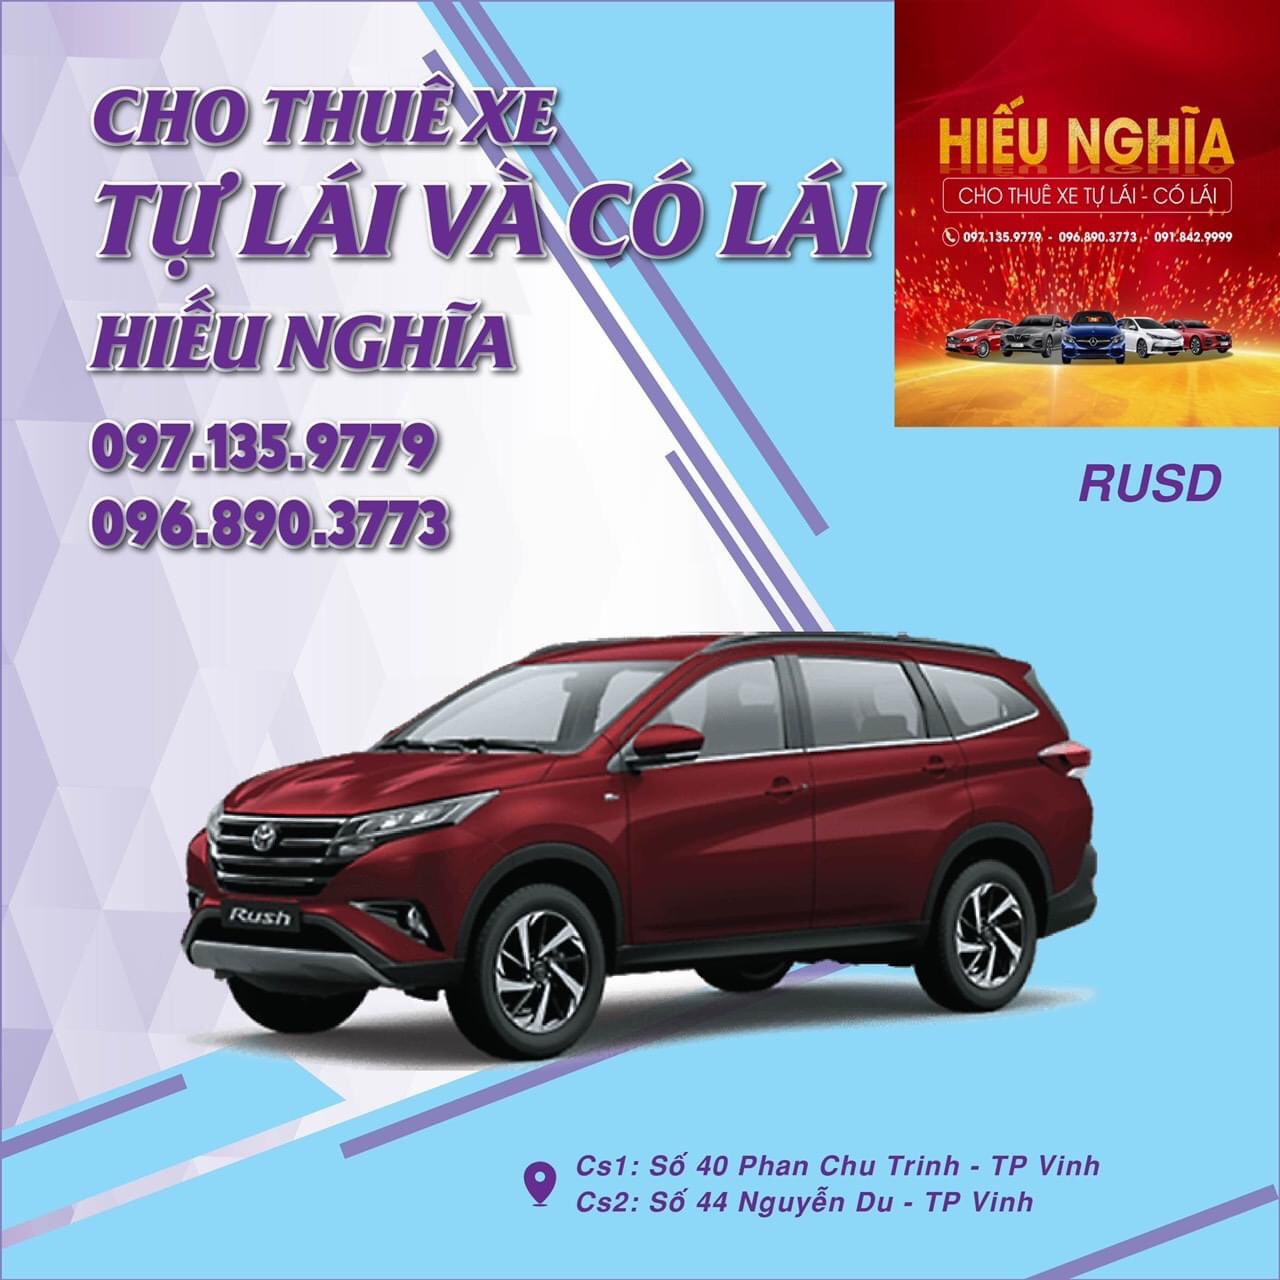 CHO THUÊ XE
TỰ LÁI VÀ CÓ LÁI
HIẾU NGHĨA
097.135.9779
096.890.3773
HIẾU NGHĨA
CHO THUÊ XE TỰ LÁI - CÓ LÁI
097.135.9779 - 096.890.3773 - 091.842.9999
RUSD
Rush
Cs1: Số 40 Phan Chu Trinh - TP Vinh
Cs2: Số 44 Nguyễn Du - TP Vinh